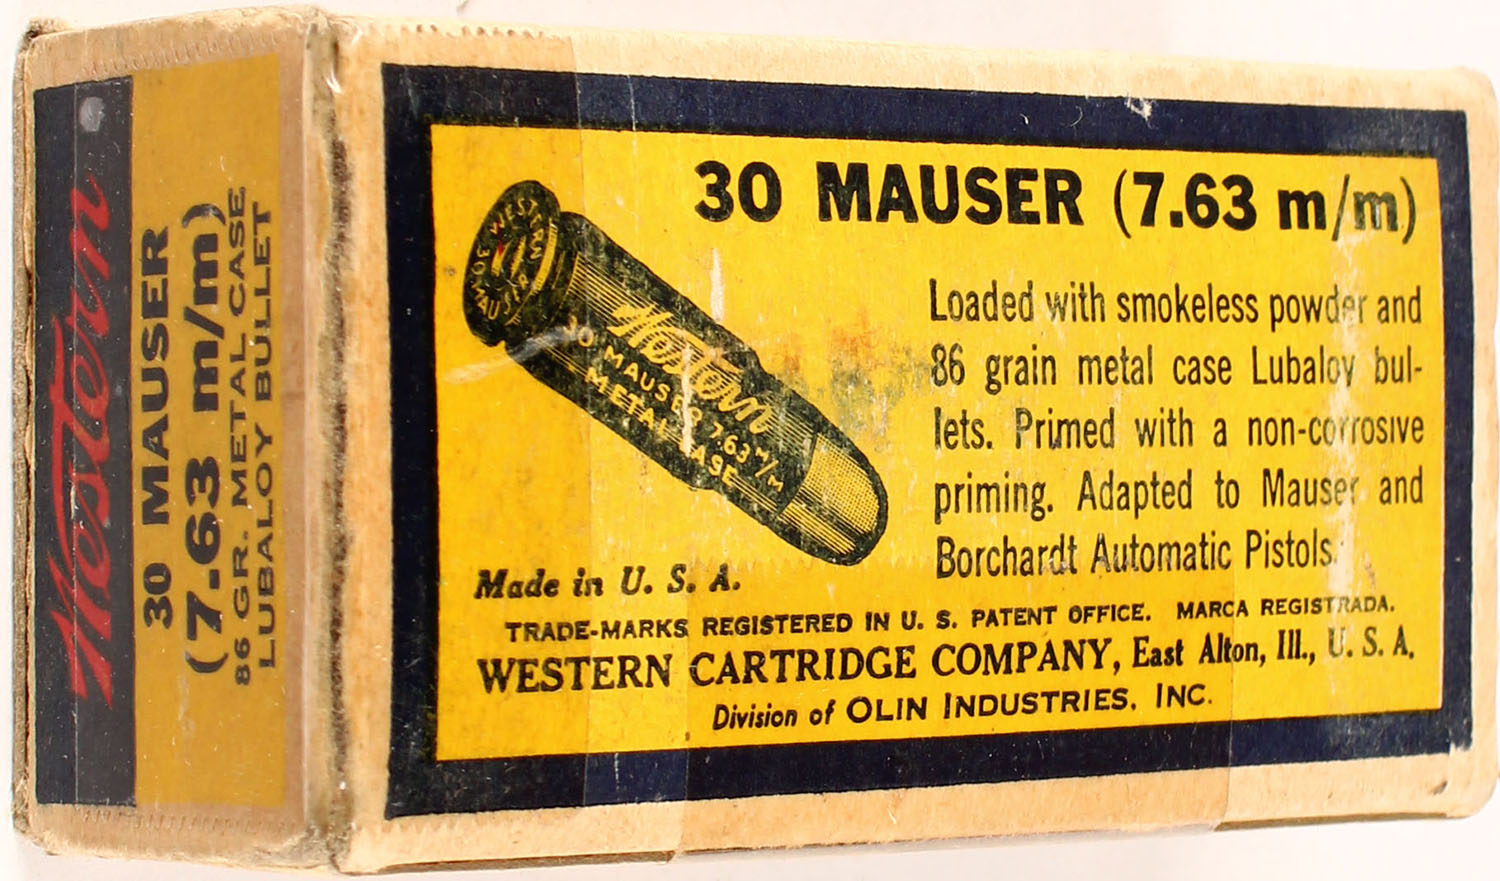 Western
30 MAUSER
(7.63 m/m)
86 GR. METAL CASE
LUBALOY BULLET
30 MAUSER (7.63 m/m)
WESTERN
30 MAUSER
Western
30 MAUSER 7.63 M/M
METAL CASE
Loaded with smokeless powder and
86 grain metal case Lubaloy bul-
lets. Primed with a non-corrosive
priming. Adapted to Mauser and
Borchardt Automatic Pistols.
Made in U. S. A.
TRADE-MARKS REGISTERED IN U. S. PATENT OFFICE. MARCA REGISTRADA.
WESTERN CARTRIDGE COMPANY, East Alton, Ill., U. S. A.
Division of OLIN INDUSTRIES, INC.